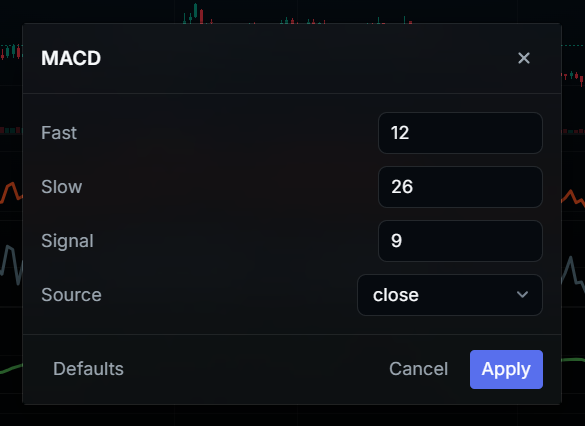 MACD
Fast 12
Slow 26
Signal 9
Source close
Defaults Cancel Apply